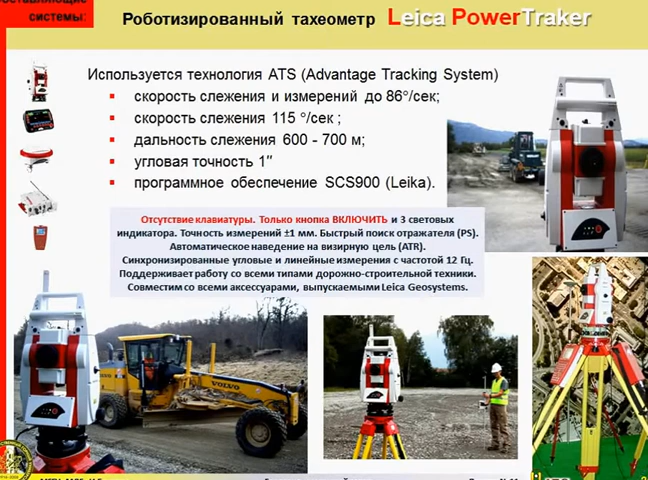 составляющие
системы:
Роботизированный тахеометр Leica PowerTraker
Используется технология ATS (Advantage Tracking System)
скорость слежения и измерений до 86°/сек;
скорость слежения 115 °/сек ;
дальность слежения 600 - 700 м;
угловая точность 1″
программное обеспечение SCS900 (Leika).
Отсутствие клавиатуры. Только кнопка ВКЛЮЧИТЬ и 3 световых
индикатора. Точность измерений ±1 мм. Быстрый поиск отражателя (PS).
Автоматическое наведение на визирную цель (ATR).
Синхронизированные угловые и линейные измерения с частотой 12 Гц.
Поддерживает работу со всеми типами дорожно-строительной техники.
Совместим со всеми аксессуарами, выпускаемыми Leica Geosystems.
VOLVO